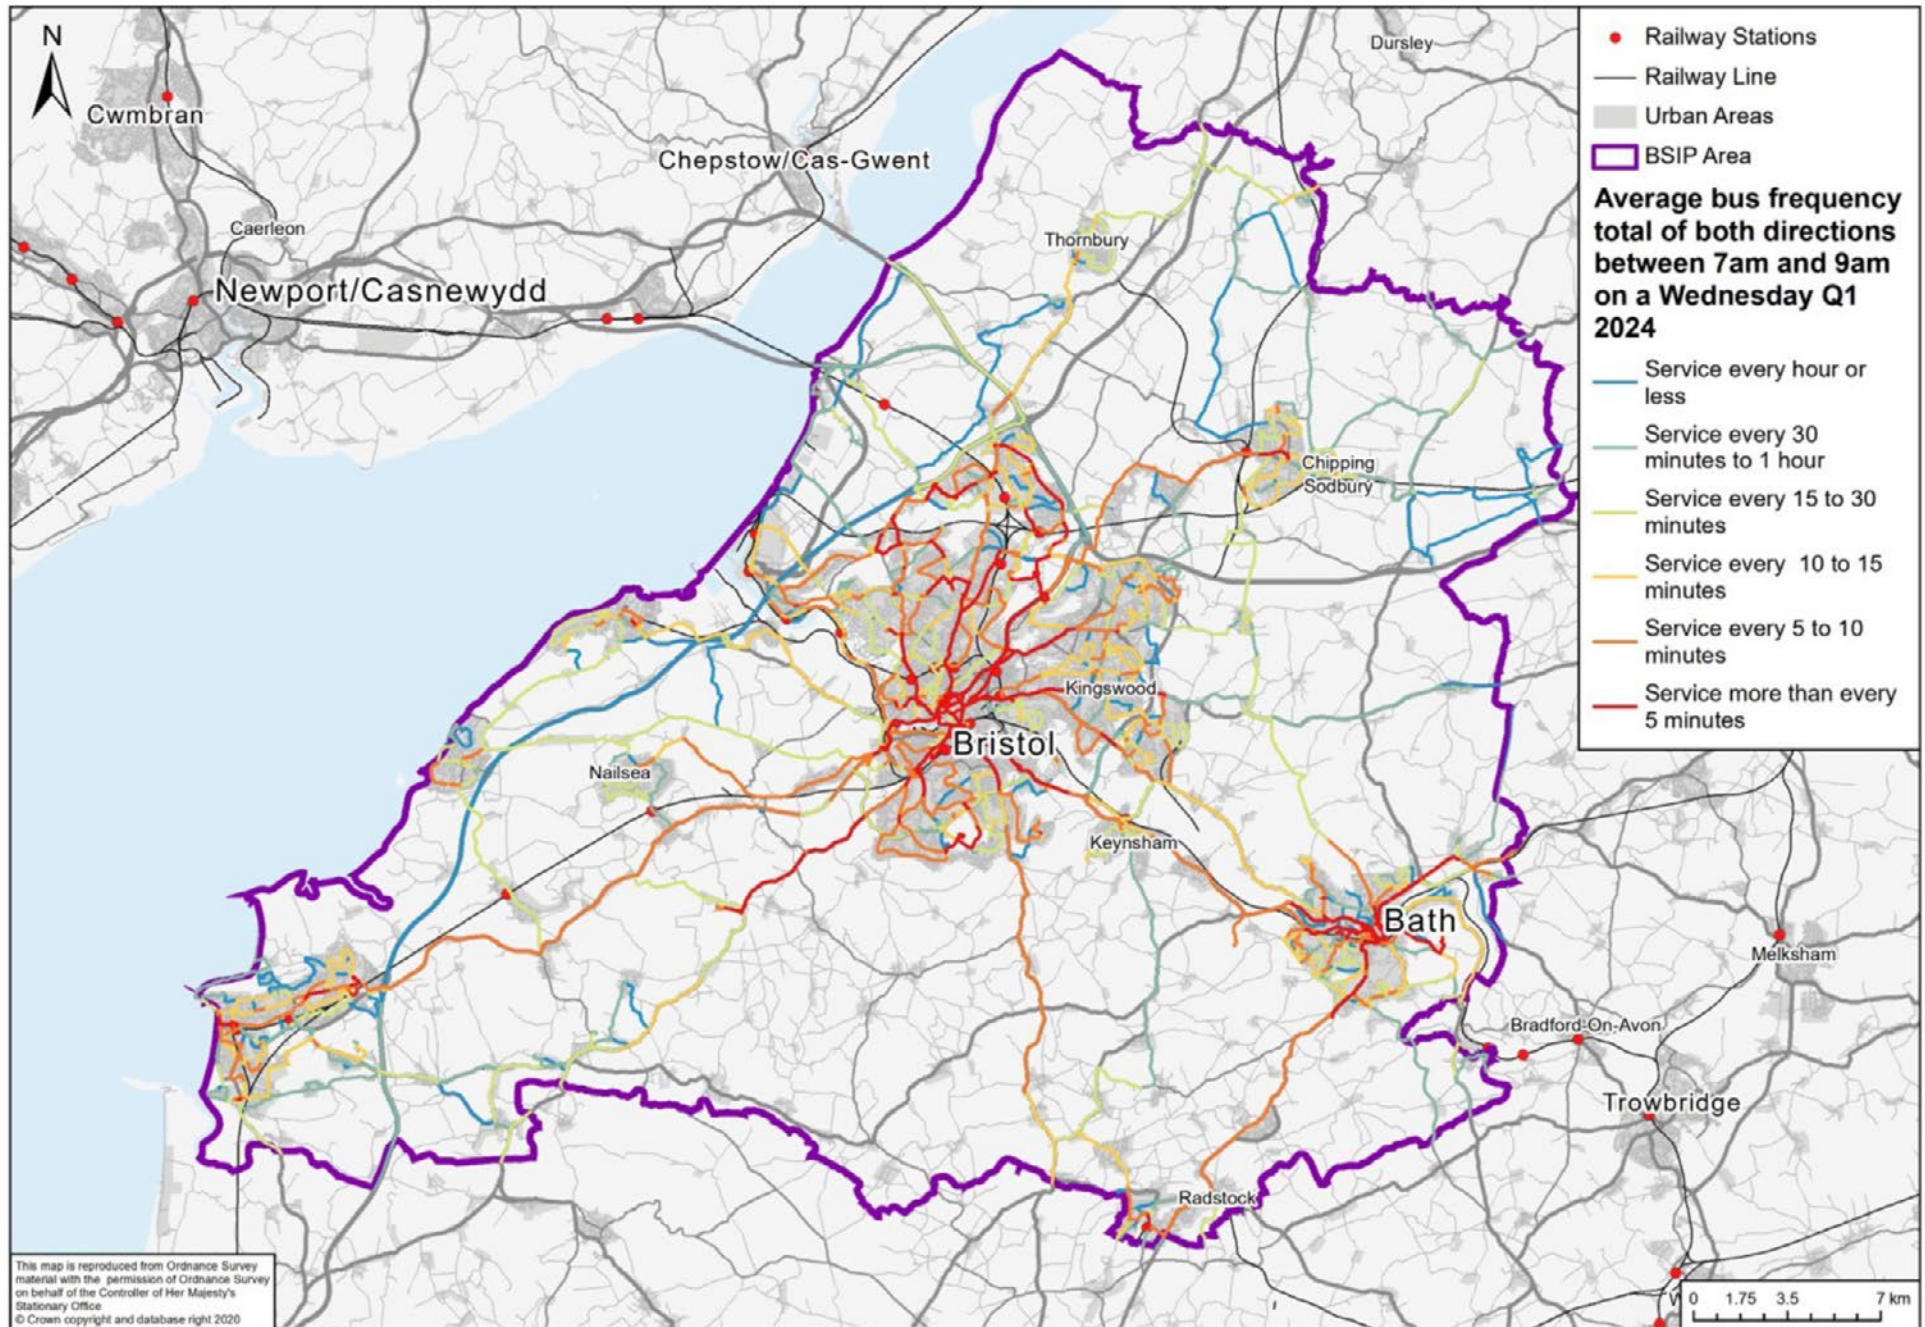 N
Dursley
Cwmbran
Chepstow/Cas-Gwent
Caerleon
Thornbury
Newport/Casnewydd
Chipping
Sodbury
Kingswood
Bristol
Nailsea
Keynsham
Bath
Melksham
Bradford-On-Avon
Trowbridge
Radstock
Railway Stations
Railway Line
Urban Areas
BSIP Area
Average bus frequency
total of both directions
between 7am and 9am
on a Wednesday Q1
2024
Service every hour or
less
Service every 30
minutes to 1 hour
Service every 15 to 30
minutes
Service every 10 to 15
minutes
Service every 5 to 10
minutes
Service more than every
5 minutes
This map is reproduced from Ordnance Survey
material with the permission of Ordnance Survey
on behalf of the Controller of Her Majesty's
Stationary Office
© Crown copyright and database right 2020
0 1.75 3.5 7 km